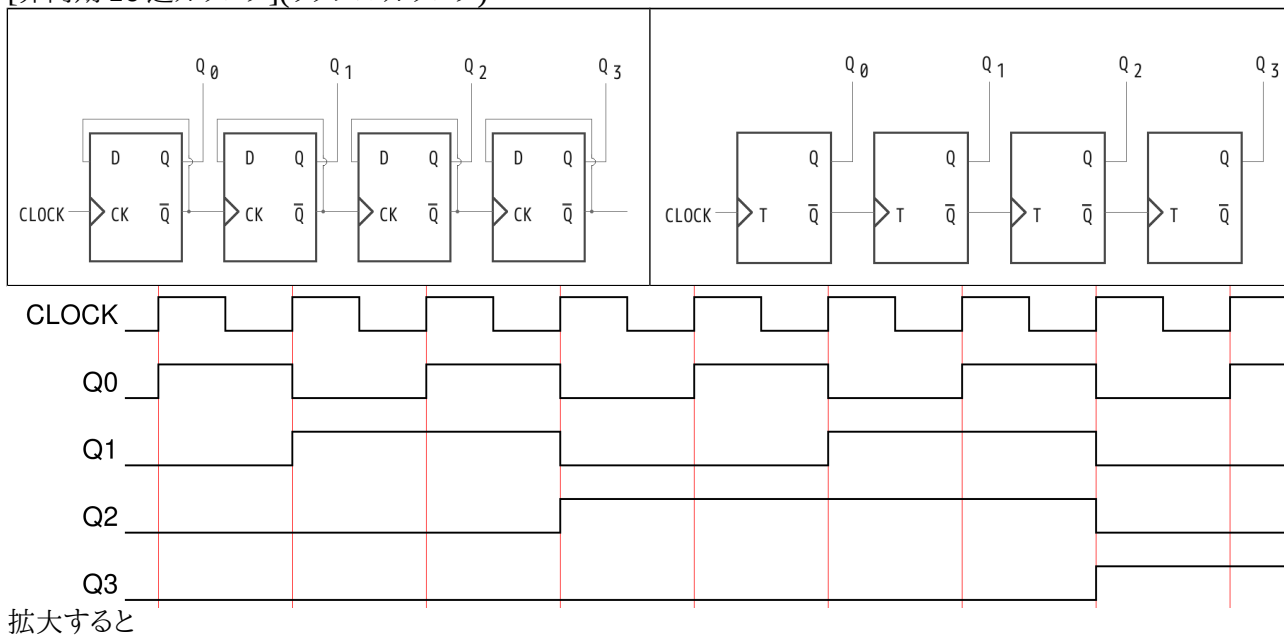 Q0 Q1 Q2 Q3
D Q D Q D Q D Q
CLOCK CK Q̅ CK Q̅ CK Q̅ CK Q̅
Q0 Q1 Q2 Q3
Q Q Q Q
CLOCK T Q̅ T Q̅ T Q̅ T Q̅
CLOCK
Q0
Q1
Q2
Q3
拡大すると